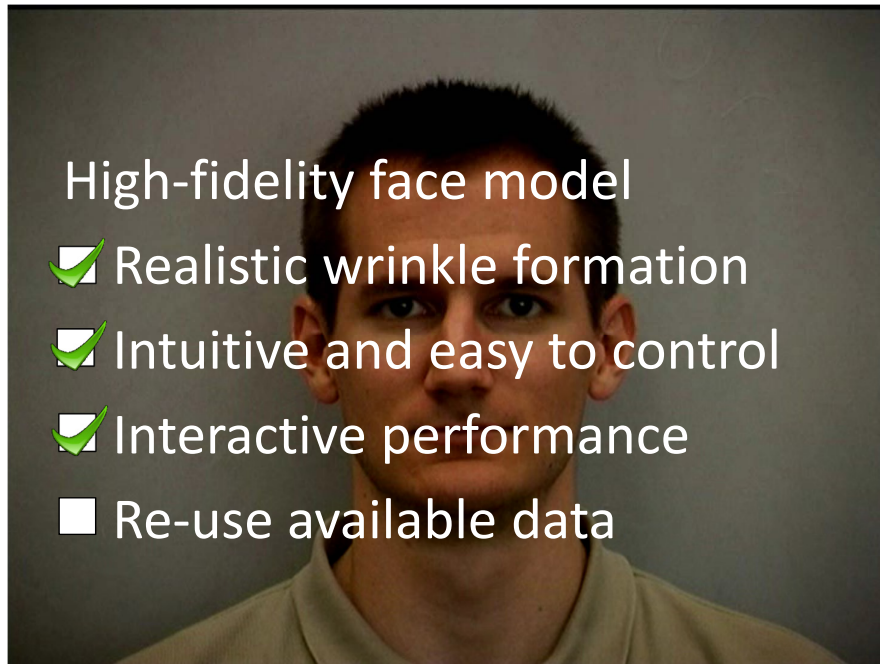 High-fidelity face model
Realistic wrinkle formation
Intuitive and easy to control
Interactive performance
Re-use available data